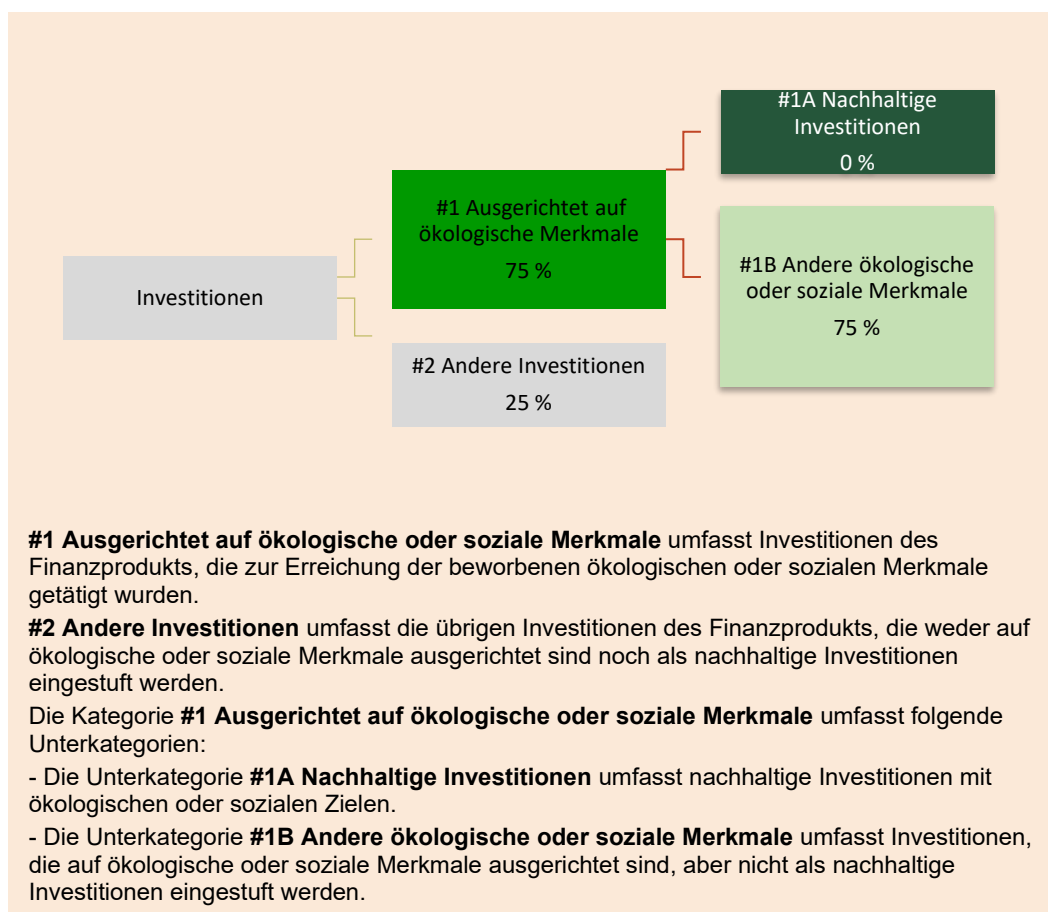 #1A Nachhaltige
Investitionen
0 %
#1 Ausgerichtet auf
ökologische Merkmale
75 %
#1B Andere ökologische
oder soziale Merkmale
75 %
Investitionen
#2 Andere Investitionen
25 %
#1 Ausgerichtet auf ökologische oder soziale Merkmale umfasst Investitionen des
Finanzprodukts, die zur Erreichung der beworbenen ökologischen oder sozialen Merkmale
getätigt wurden.
#2 Andere Investitionen umfasst die übrigen Investitionen des Finanzprodukts, die weder auf
ökologische oder soziale Merkmale ausgerichtet sind noch als nachhaltige Investitionen
eingestuft werden.
Die Kategorie #1 Ausgerichtet auf ökologische oder soziale Merkmale umfasst folgende
Unterkategorien:
- Die Unterkategorie #1A Nachhaltige Investitionen umfasst nachhaltige Investitionen mit
ökologischen oder sozialen Zielen.
- Die Unterkategorie #1B Andere ökologische oder soziale Merkmale umfasst Investitionen,
die auf ökologische oder soziale Merkmale ausgerichtet sind, aber nicht als nachhaltige
Investitionen eingestuft werden.